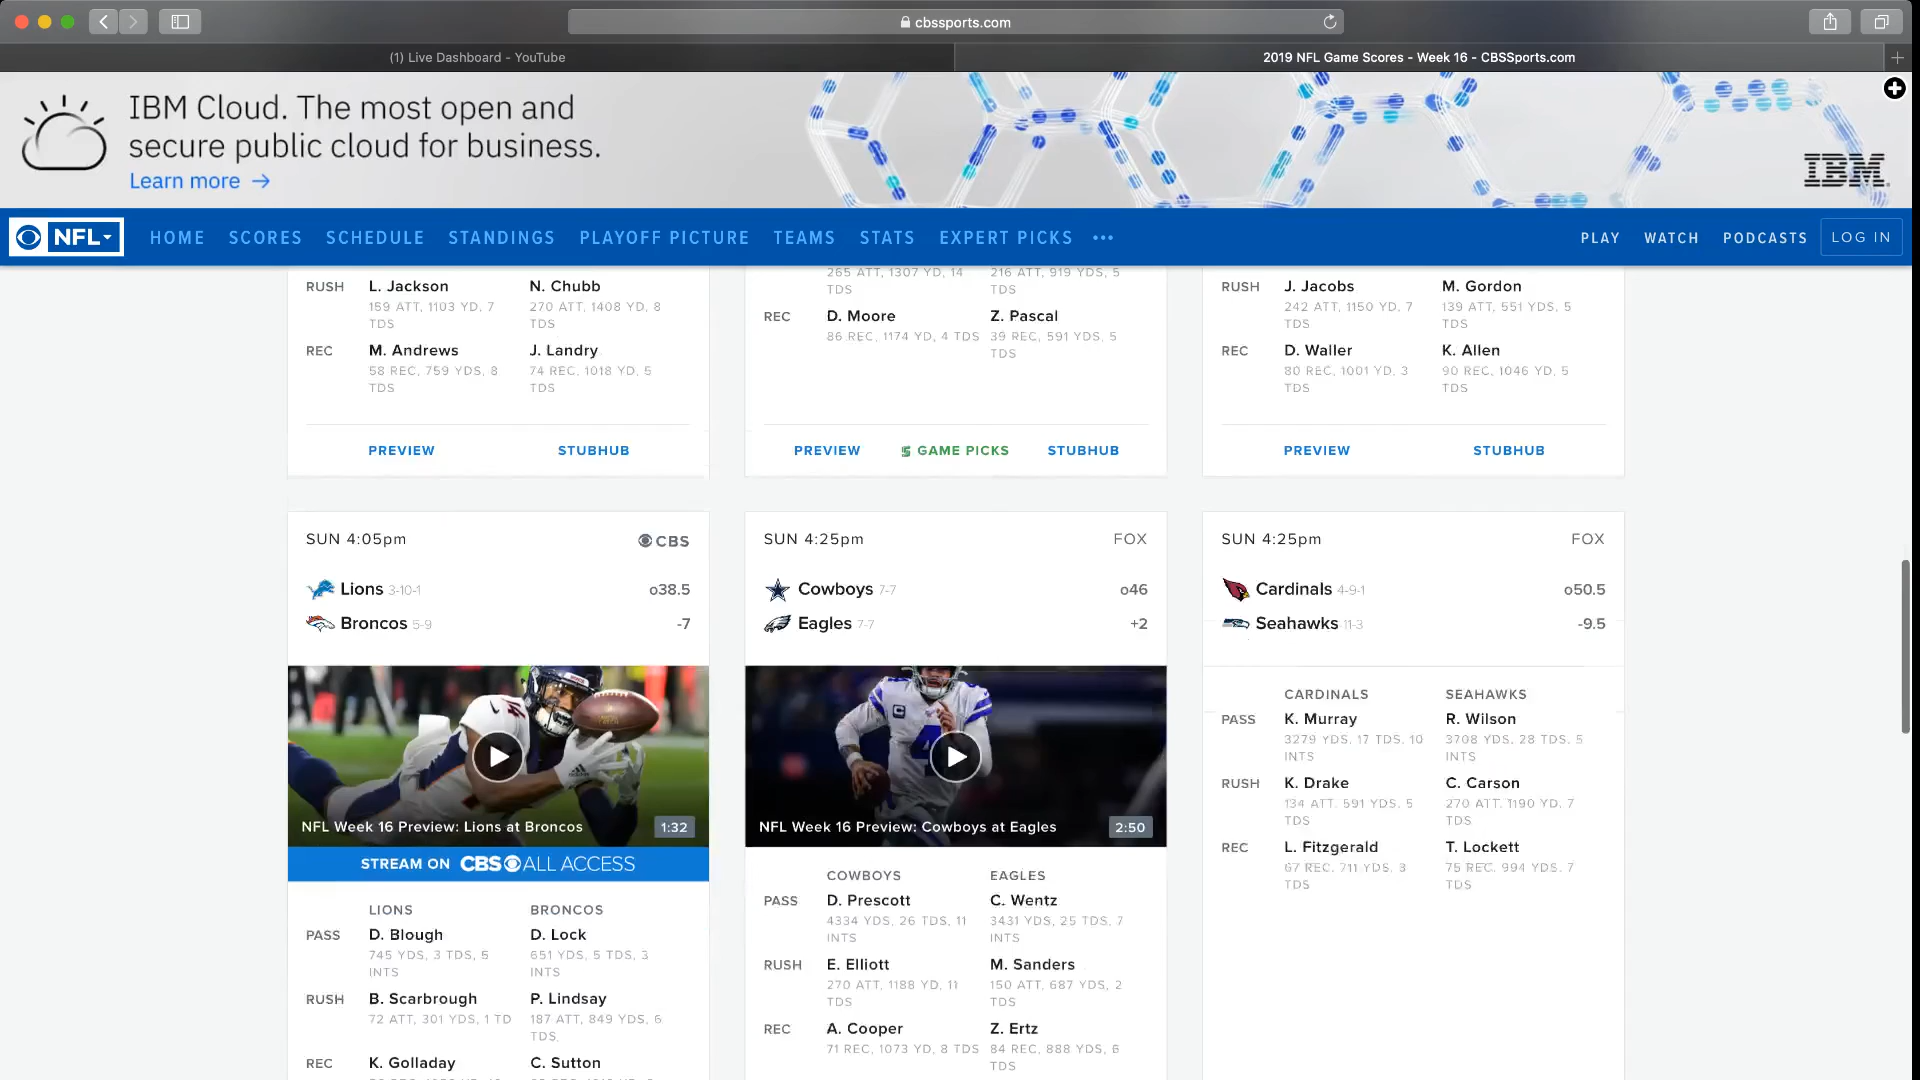 cbssports.com
(1) Live Dashboard - YouTube
2019 NFL Game Scores - Week 16 - CBSSports.com
IBM Cloud. The most open and
secure public cloud for business.
Learn more →
IBM
NFL HOME SCORES SCHEDULE STANDINGS PLAYOFF PICTURE TEAMS STATS EXPERT PICKS ••• PLAY WATCH PODCASTS LOG IN
RUSH L. Jackson N. Chubb
159 ATT, 1103 YD, 7 270 ATT, 1408 YD, 8
TDS TDS
REC M. Andrews J. Landry
58 REC, 759 YDS, 8 74 REC, 1018 YD, 5
TDS TDS
PREVIEW STUBHUB
265 ATT, 1307 YD, 14 216 ATT, 919 YDS, 5
TDS TDS
REC D. Moore Z. Pascal
86 REC, 1174 YD, 4 TDS 39 REC, 591 YDS, 5
TDS
PREVIEW GAME PICKS STUBHUB
RUSH J. Jacobs M. Gordon
242 ATT, 1150 YD, 7 139 ATT, 551 YDS, 5
TDS TDS
REC D. Waller K. Allen
80 REC, 1001 YD, 3 90 REC, 1046 YD, 5
TDS TDS
PREVIEW STUBHUB
SUN 4:05pm CBS
Lions 3-10-1 o38.5
Broncos 5-9 -7
NFL Week 16 Preview: Lions at Broncos 1:32
STREAM ON CBS ALL ACCESS
LIONS BRONCOS
PASS D. Blough D. Lock
745 YDS, 3 TDS, 5 651 YDS, 5 TDS, 3
INTS INTS
RUSH B. Scarbrough P. Lindsay
72 ATT, 301 YDS, 1 TD 187 ATT, 849 YDS, 6
TDS,
REC K. Golladay C. Sutton
SUN 4:25pm FOX
Cowboys 7-7 o46
Eagles 7-7 +2
4
NFL Week 16 Preview: Cowboys at Eagles 2:50
COWBOYS EAGLES
PASS D. Prescott C. Wentz
4334 YDS, 26 TDS, 11 3431 YDS, 25 TDS, 7
INTS INTS
RUSH E. Elliott M. Sanders
270 ATT, 1188 YD, 11 150 ATT, 687 YDS, 2
TDS TDS
REC A. Cooper Z. Ertz
71 REC, 1073 YD, 8 TDS 84 REC, 888 YDS, 6
TDS
SUN 4:25pm FOX
Cardinals 4-9-1 o50.5
Seahawks 11-3 -9.5
CARDINALS SEAHAWKS
PASS K. Murray R. Wilson
3279 YDS, 17 TDS, 10 3708 YDS, 28 TDS, 5
INTS INTS
RUSH K. Drake C. Carson
134 ATT, 591 YDS, 5 270 ATT, 1190 YD, 7
TDS TDS
REC L. Fitzgerald T. Lockett
67 REC, 711 YDS, 3 75 REC, 994 YDS, 7
TDS TDS